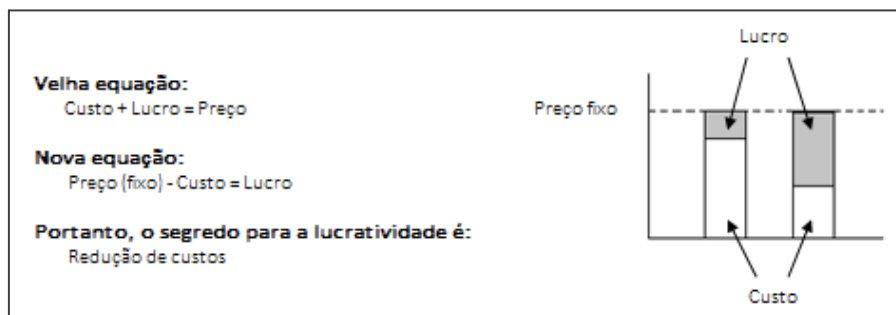 Velha equação:
Custo + Lucro = Preço
Nova equação:
Preço (fixo) - Custo = Lucro
Portanto, o segredo para a lucratividade é:
Redução de custos
Lucro
Preço fixo
Custo